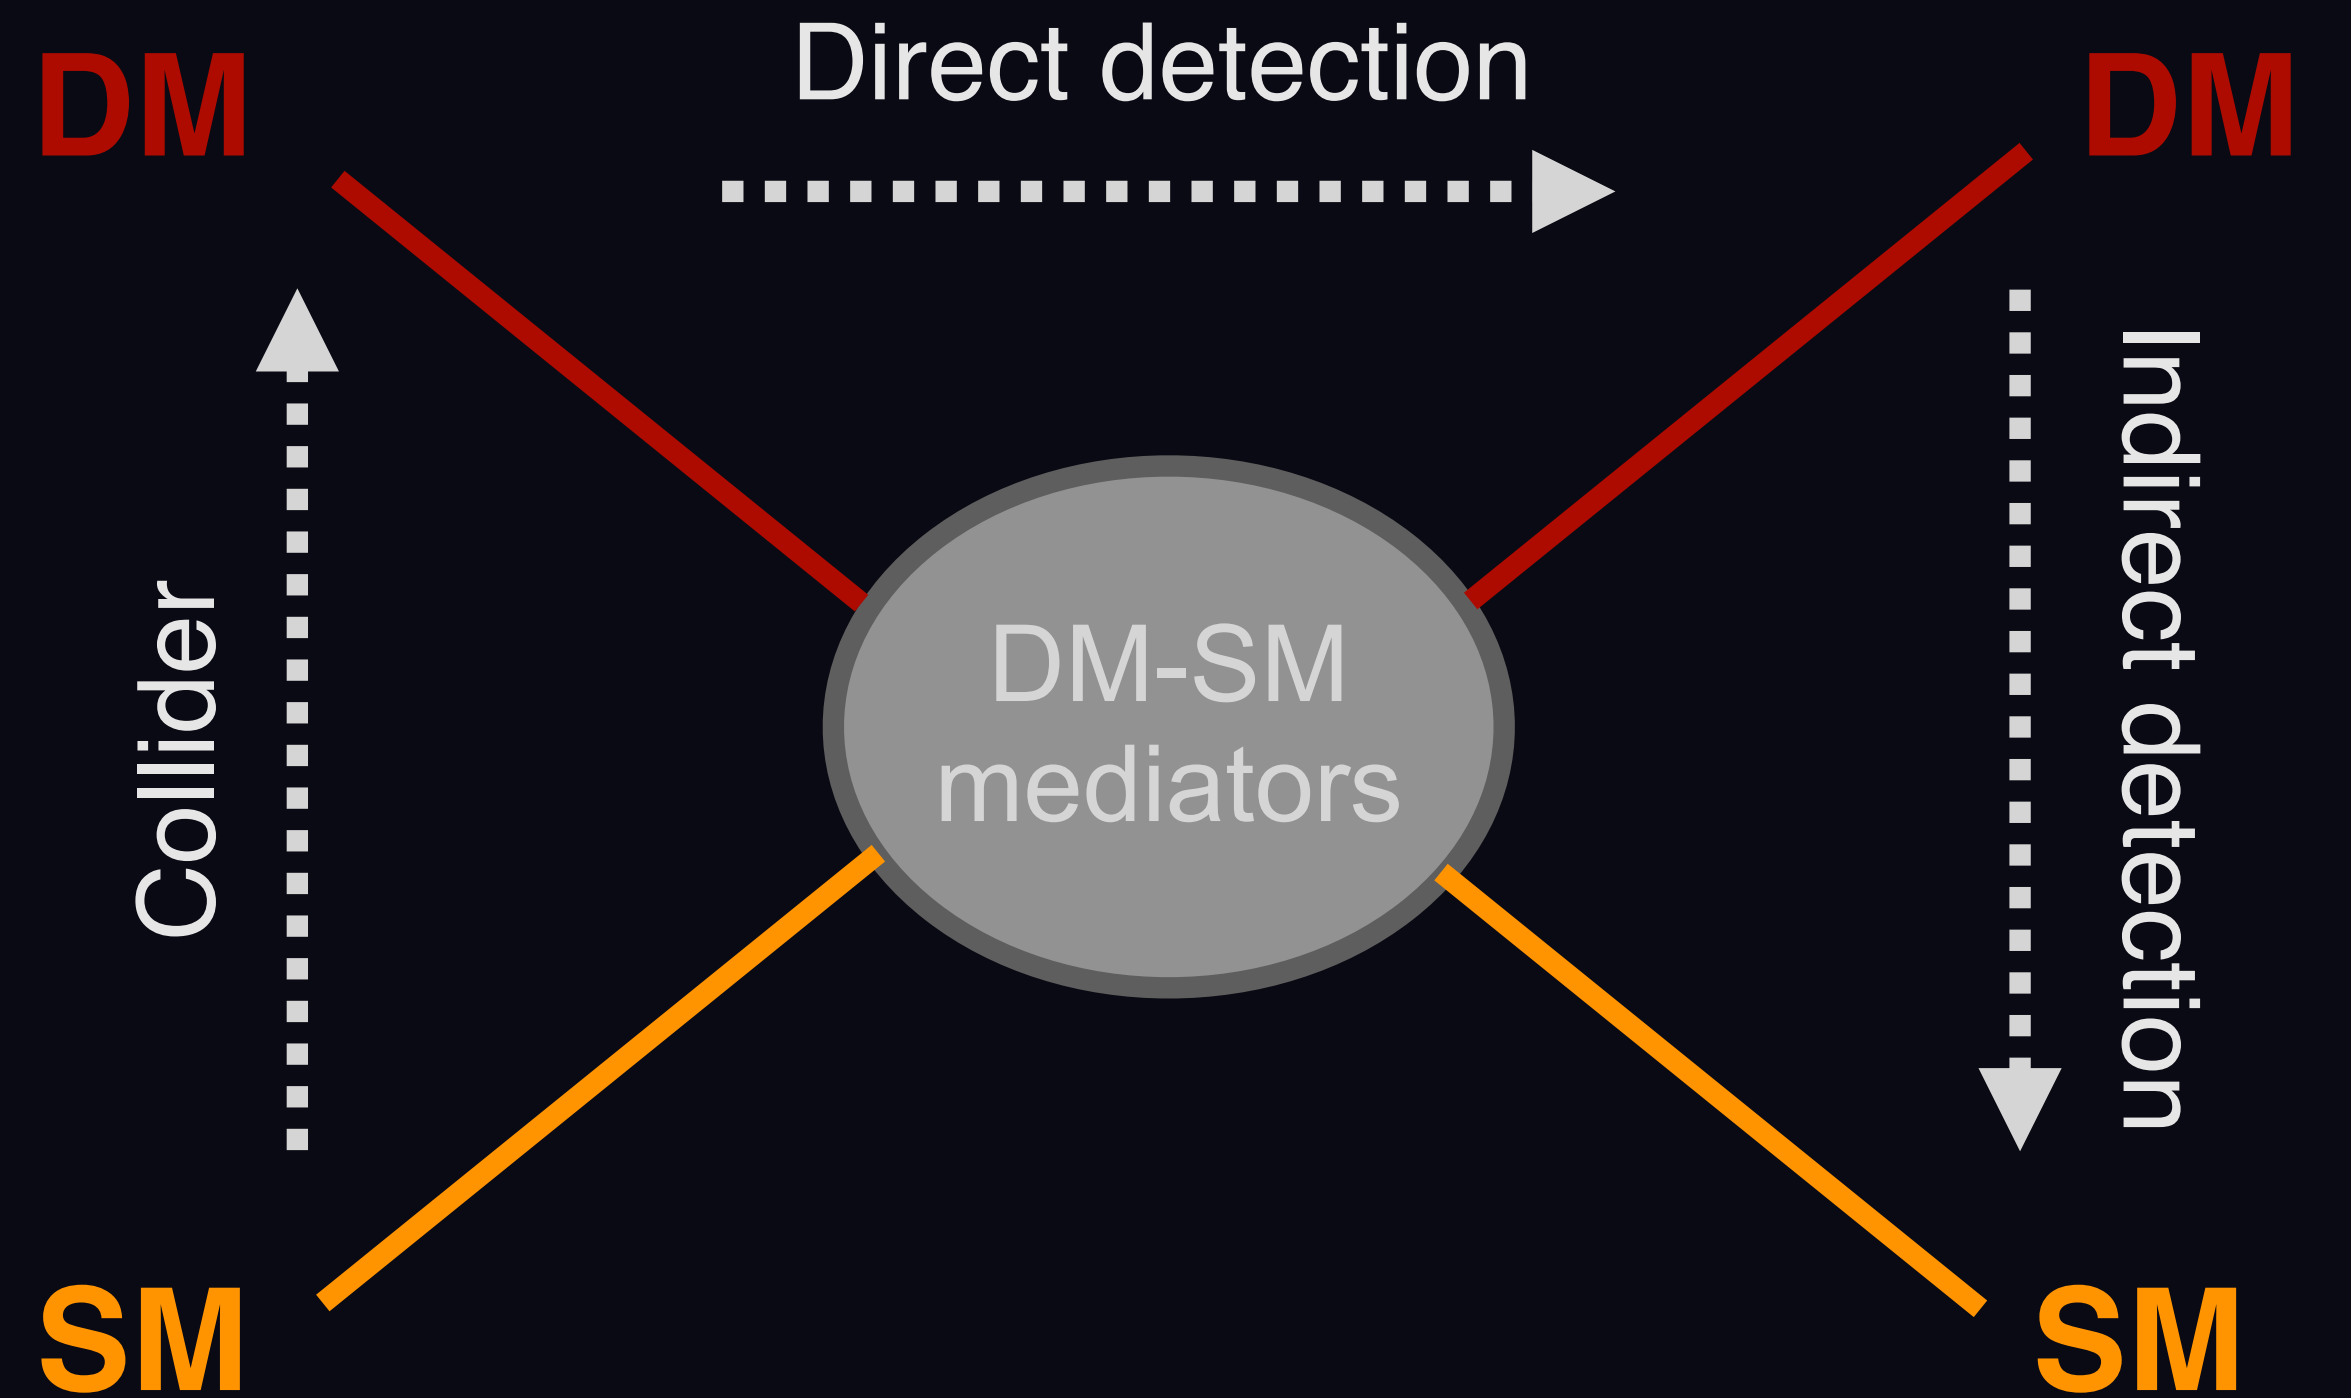 Direct detection
DM
DM
Collider
DM-SM
mediators
Indirect detection
SM
SM